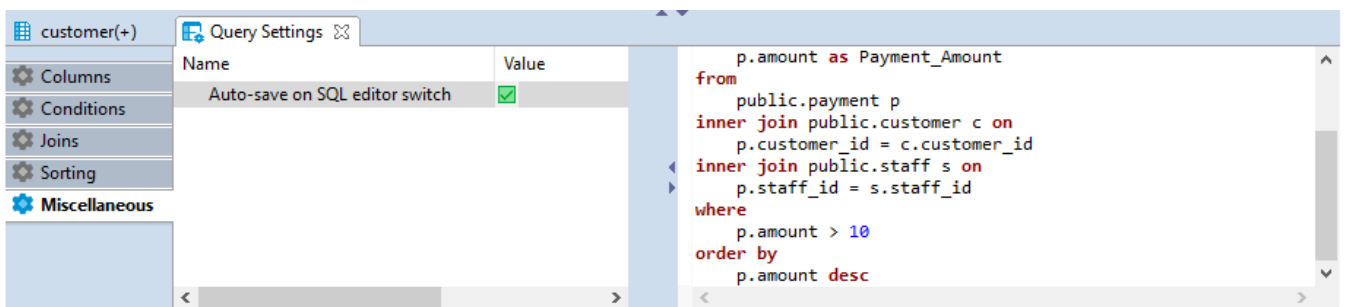 customer(+)
Query Settings
Columns
Conditions
Joins
Sorting
Miscellaneous
Name Value
Auto-save on SQL editor switch
p.amount as Payment_Amount
from
public.payment p
inner join public.customer c on
p.customer_id = c.customer_id
inner join public.staff s on
p.staff_id = s.staff_id
where
p.amount > 10
order by
p.amount desc